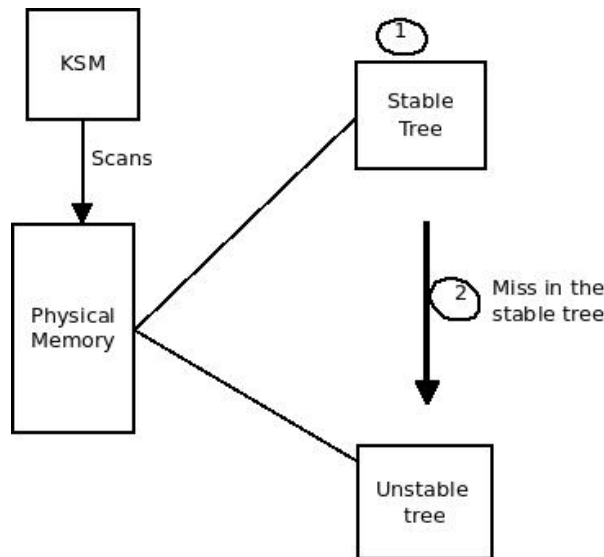 KSM
Scans
Physical
Memory
1
Stable
Tree
2
Miss in the
stable tree
Unstable
tree